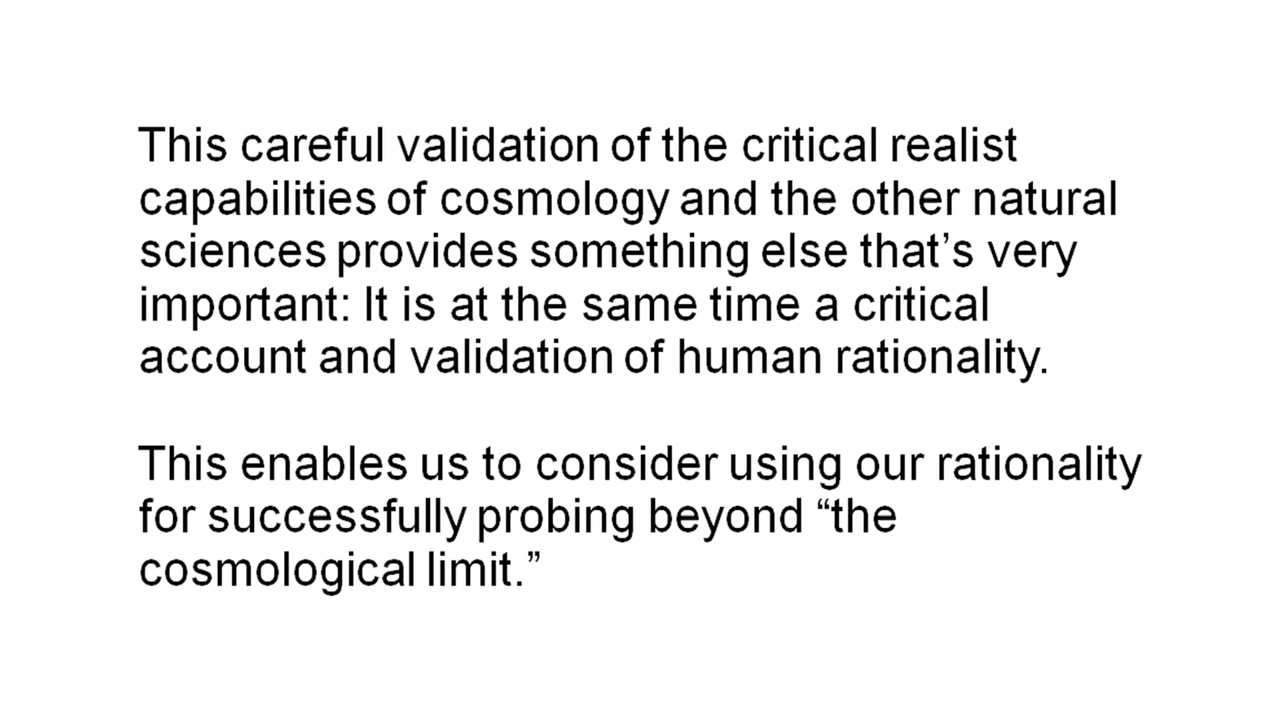 This careful validation of the critical realist
capabilities of cosmology and the other natural
sciences provides something else that’s very
important: It is at the same time a critical
account and validation of human rationality.
This enables us to consider using our rationality
for successfully probing beyond “the
cosmological limit.”